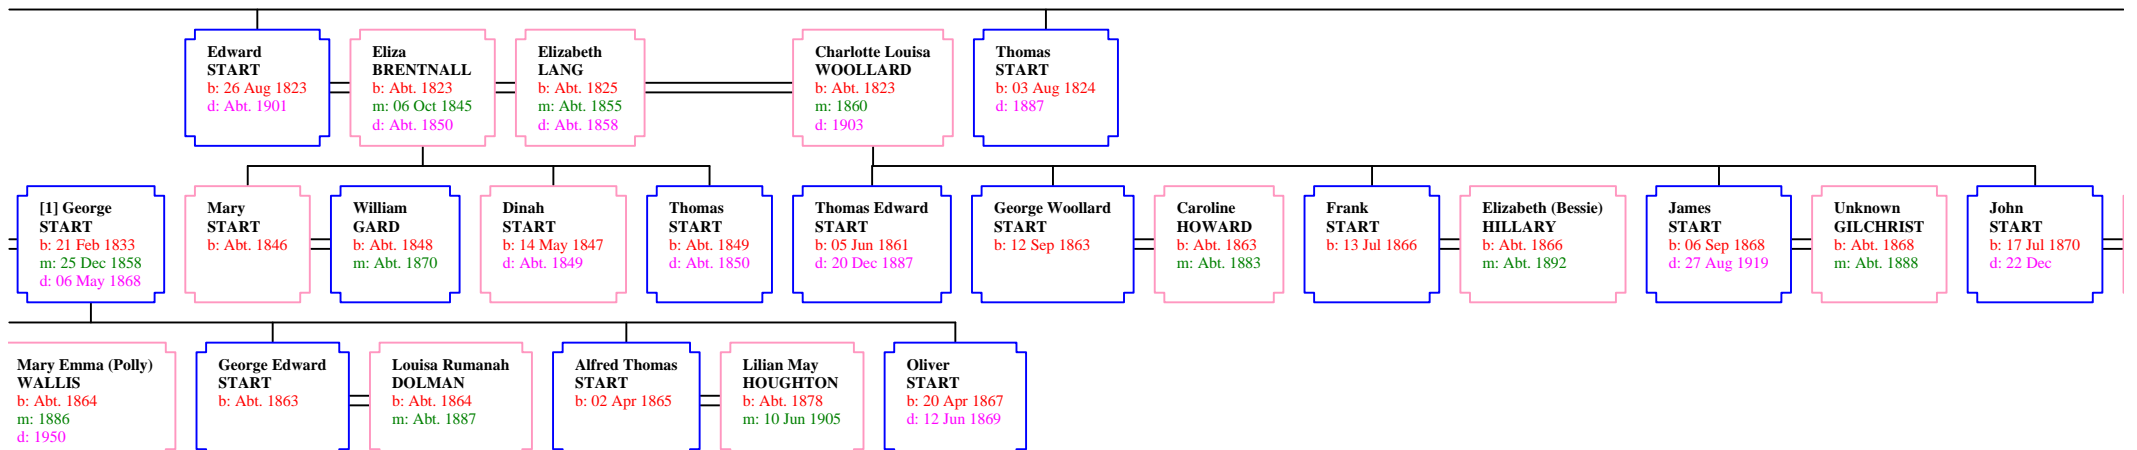 Edward
START
b: 26 Aug 1823
d: Abt. 1901
Eliza
BRENTNALL
b: Abt. 1823
m: 06 Oct 1845
d: Abt. 1850
Elizabeth
LANG
b: Abt. 1825
m: Abt. 1855
d: Abt. 1858
Charlotte Louisa
WOOLLARD
b: Abt. 1823
m: 1860
d: 1903
Thomas
START
b: 03 Aug 1824
d: 1887
[1] George
START
b: 21 Feb 1833
m: 25 Dec 1858
d: 06 May 1868
Mary
START
b: Abt. 1846
William
GARD
b: Abt. 1848
m: Abt. 1870
Dinah
START
b: 14 May 1847
d: Abt. 1849
Thomas
START
b: Abt. 1849
d: Abt. 1850
Thomas Edward
START
b: 05 Jun 1861
d: 20 Dec 1887
George Woollard
START
b: 12 Sep 1863
Caroline
HOWARD
b: Abt. 1863
m: Abt. 1883
Frank
START
b: 13 Jul 1866
Elizabeth (Bessie)
HILLARY
b: Abt. 1866
m: Abt. 1892
James
START
b: 06 Sep 1868
d: 27 Aug 1919
Unknown
GILCHRIST
b: Abt. 1868
m: Abt. 1888
John
START
b: 17 Jul 1870
d: 22 Dec
Mary Emma (Polly)
WALLIS
b: Abt. 1864
m: 1886
d: 1950
George Edward
START
b: Abt. 1863
Louisa Rumanah
DOLMAN
b: Abt. 1864
m: Abt. 1887
Alfred Thomas
START
b: 02 Apr 1865
Lilian May
HOUGHTON
b: Abt. 1878
m: 10 Jun 1905
Oliver
START
b: 20 Apr 1867
d: 12 Jun 1869